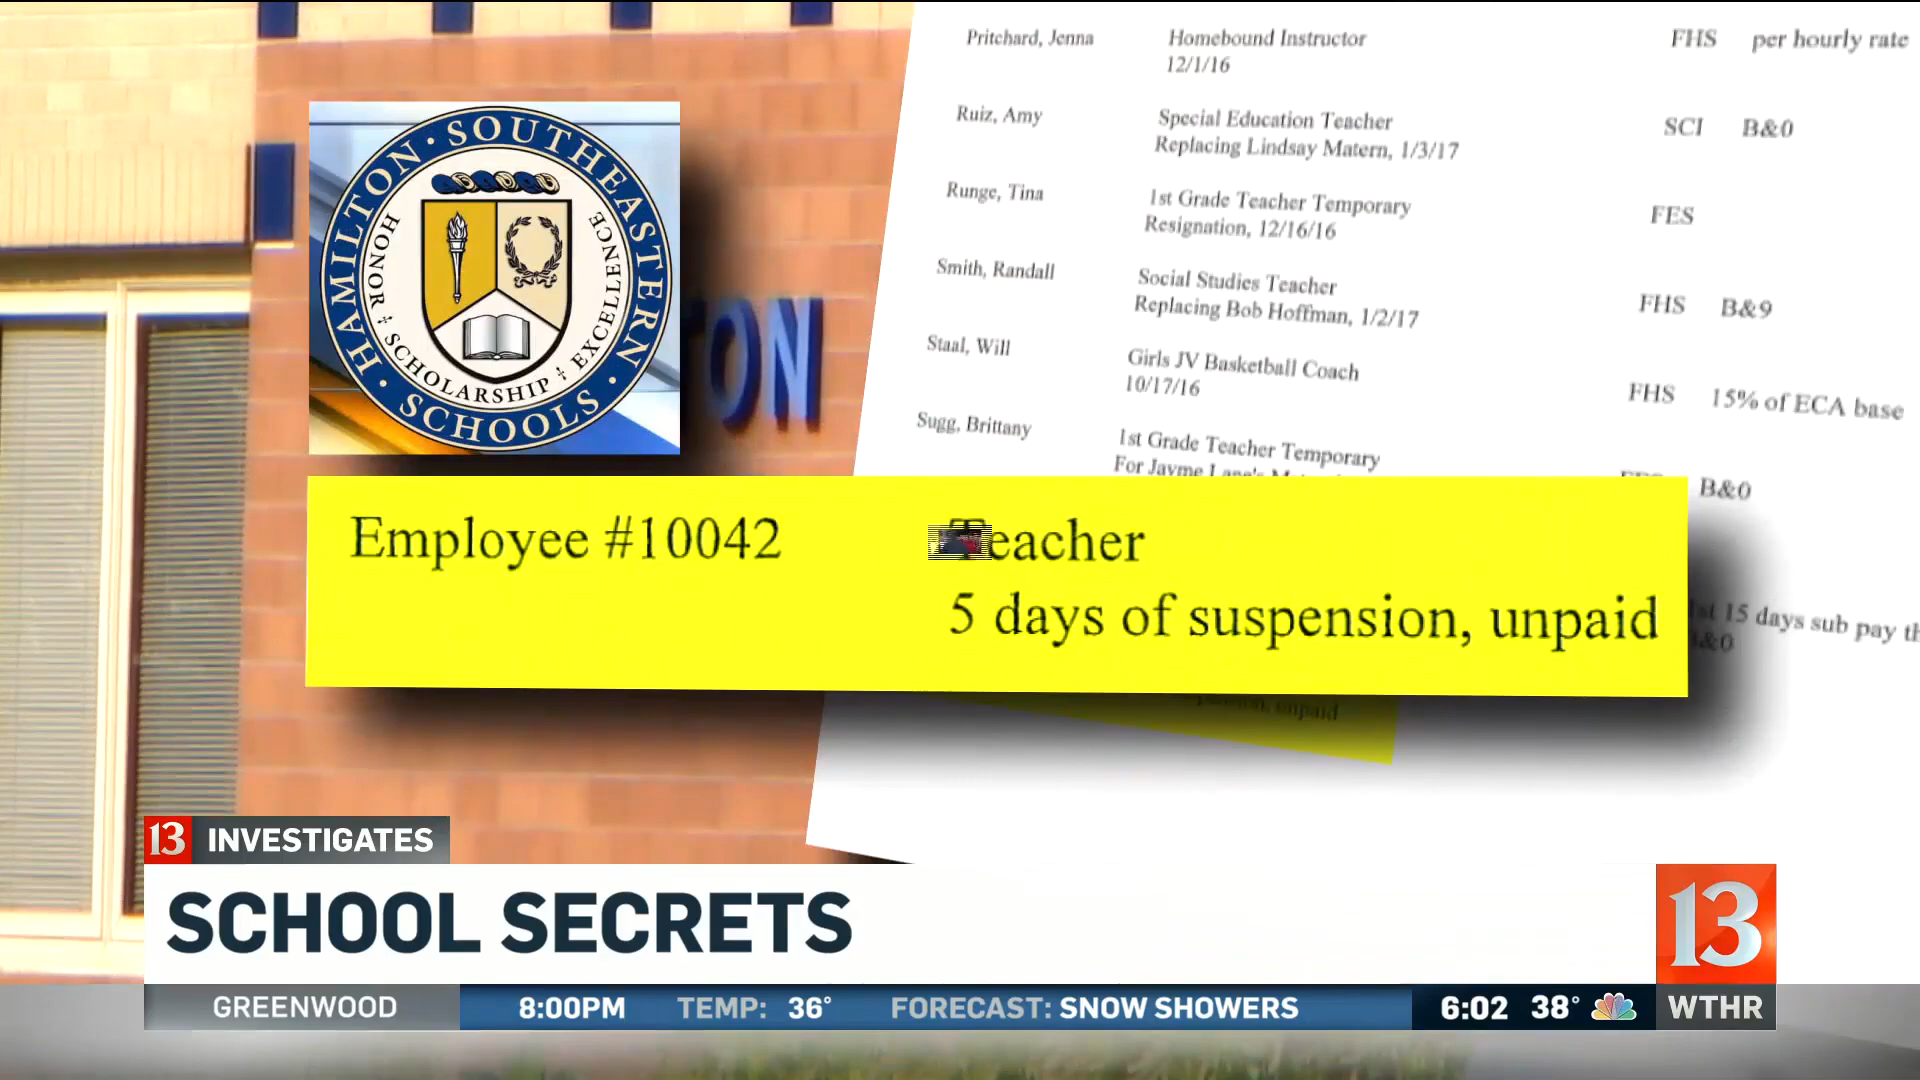 HAMILTON · SOUTHEASTERN · SCHOOLS ·
HONOR ‡ SCHOLARSHIP ‡ EXCELLENCE
ON
Pritchard, Jenna Homebound Instructor FHS per hourly rate
12/1/16
Ruiz, Amy Special Education Teacher SCI B&0
Replacing Lindsay Matern, 1/3/17
Runge, Tina 1st Grade Teacher Temporary FES
Resignation, 12/16/16
Smith, Randall Social Studies Teacher FHS B&9
Replacing Bob Hoffman, 1/2/17
Staal, Will Girls JV Basketball Coach FHS 15% of ECA base
10/17/16
Sugg, Brittany 1st Grade Teacher Temporary B&0
For Jayme
Employee #10042 Teacher
5 days of suspension, unpaid
15 days sub pay
unpaid
13 INVESTIGATES
SCHOOL SECRETS
13
GREENWOOD 8:00PM TEMP: 36° FORECAST: SNOW SHOWERS 6:02 38° WTHR